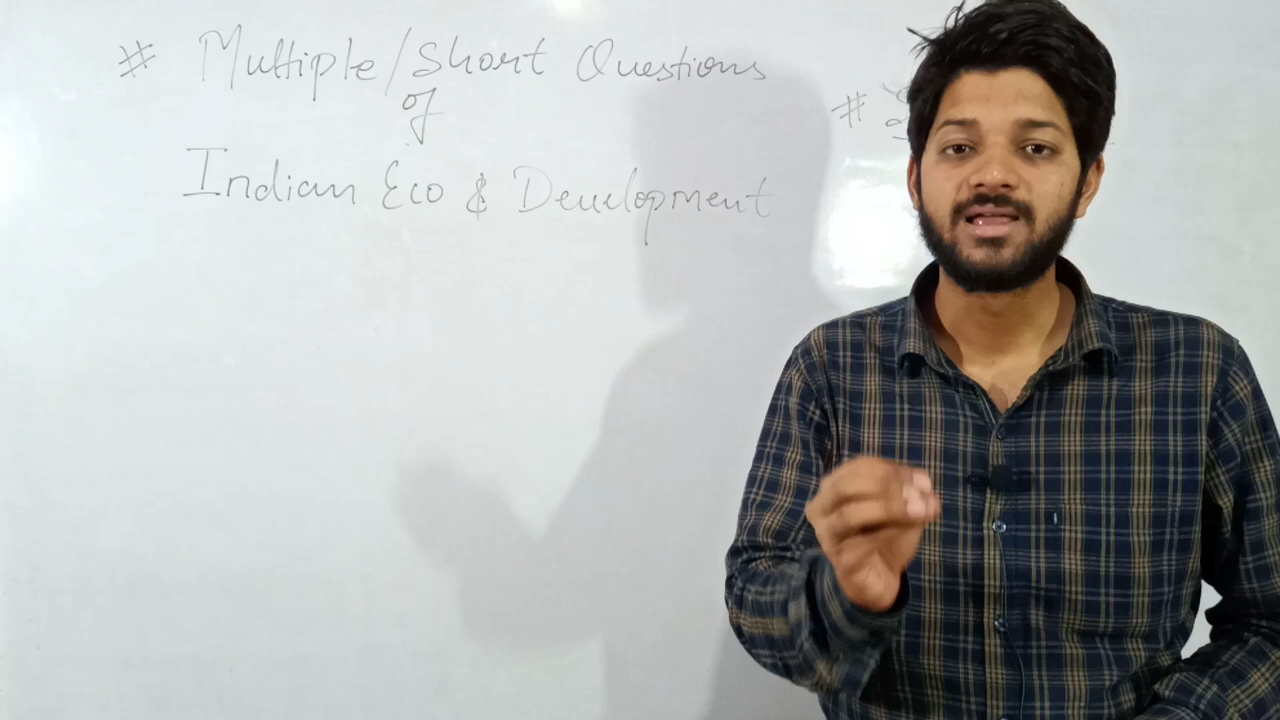 # Multiple/Short Questions
of
Indian Eco & Development
#